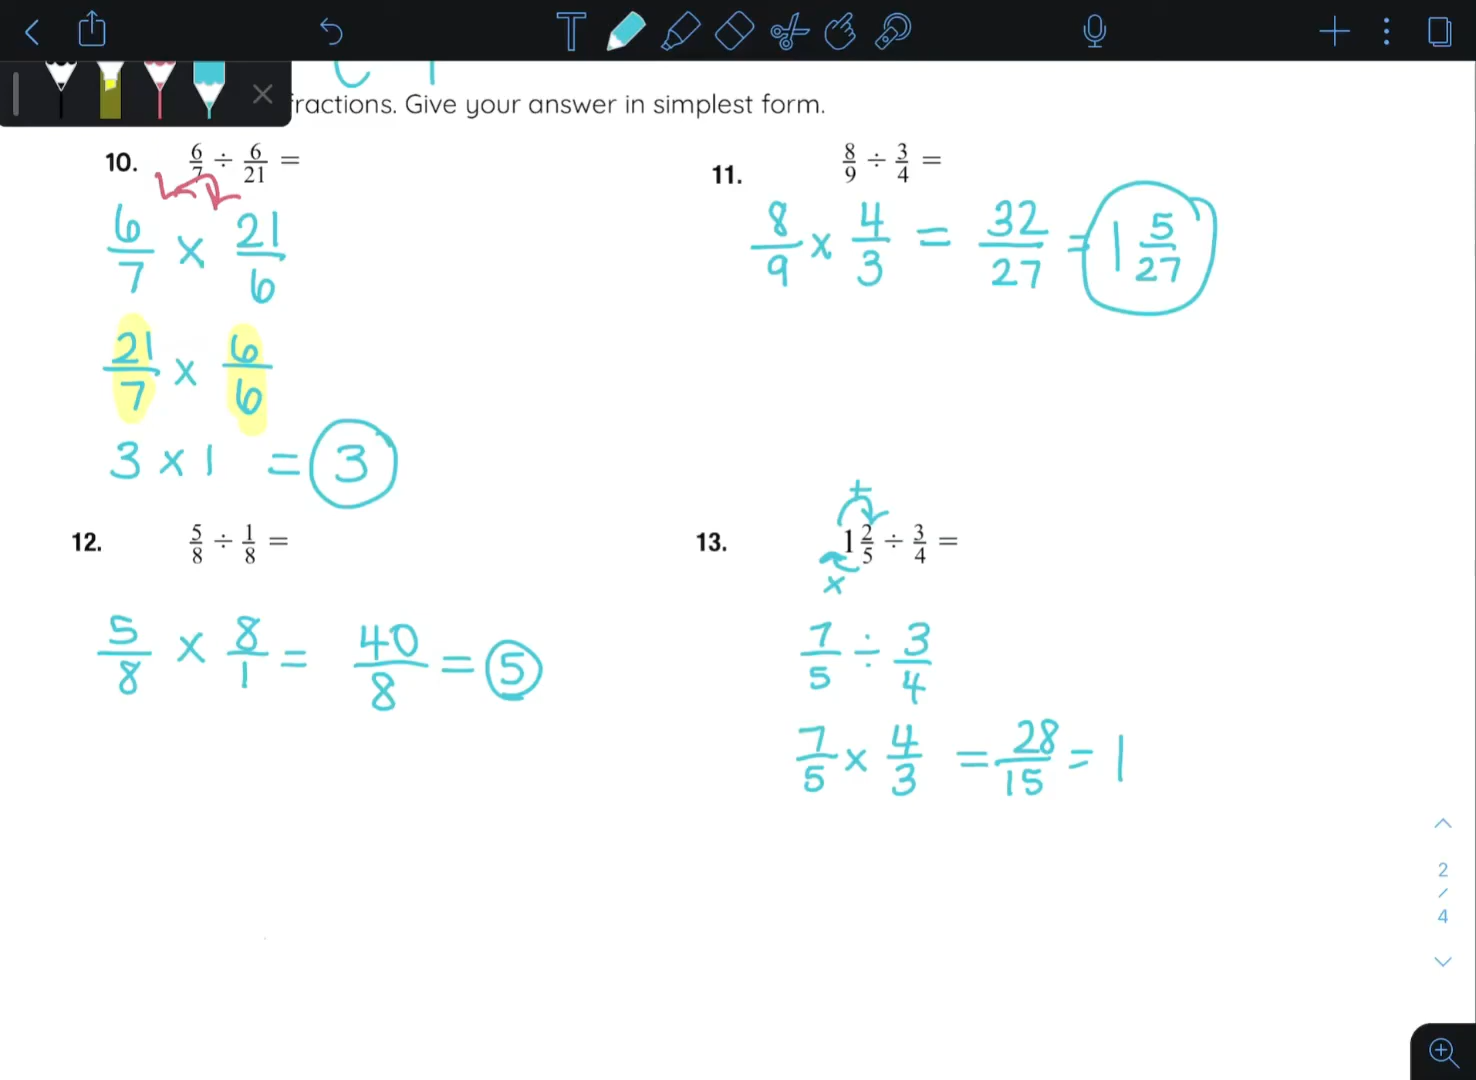 fractions. Give your answer in simplest form.
10. 6/7 ÷ 6/21 =
6/7 × 21/6
21/7 × 6/6
3 × 1 = 3
11. 8/9 ÷ 3/4 =
8/9 × 4/3 = 32/27 = 1 5/27
12. 5/8 ÷ 1/8 =
5/8 × 8/1 = 40/8 = 5
+
13. 1 2/5 ÷ 3/4 =
×
7/5 ÷ 3/4
7/5 × 4/3 = 28/15 = 1
2
/
4